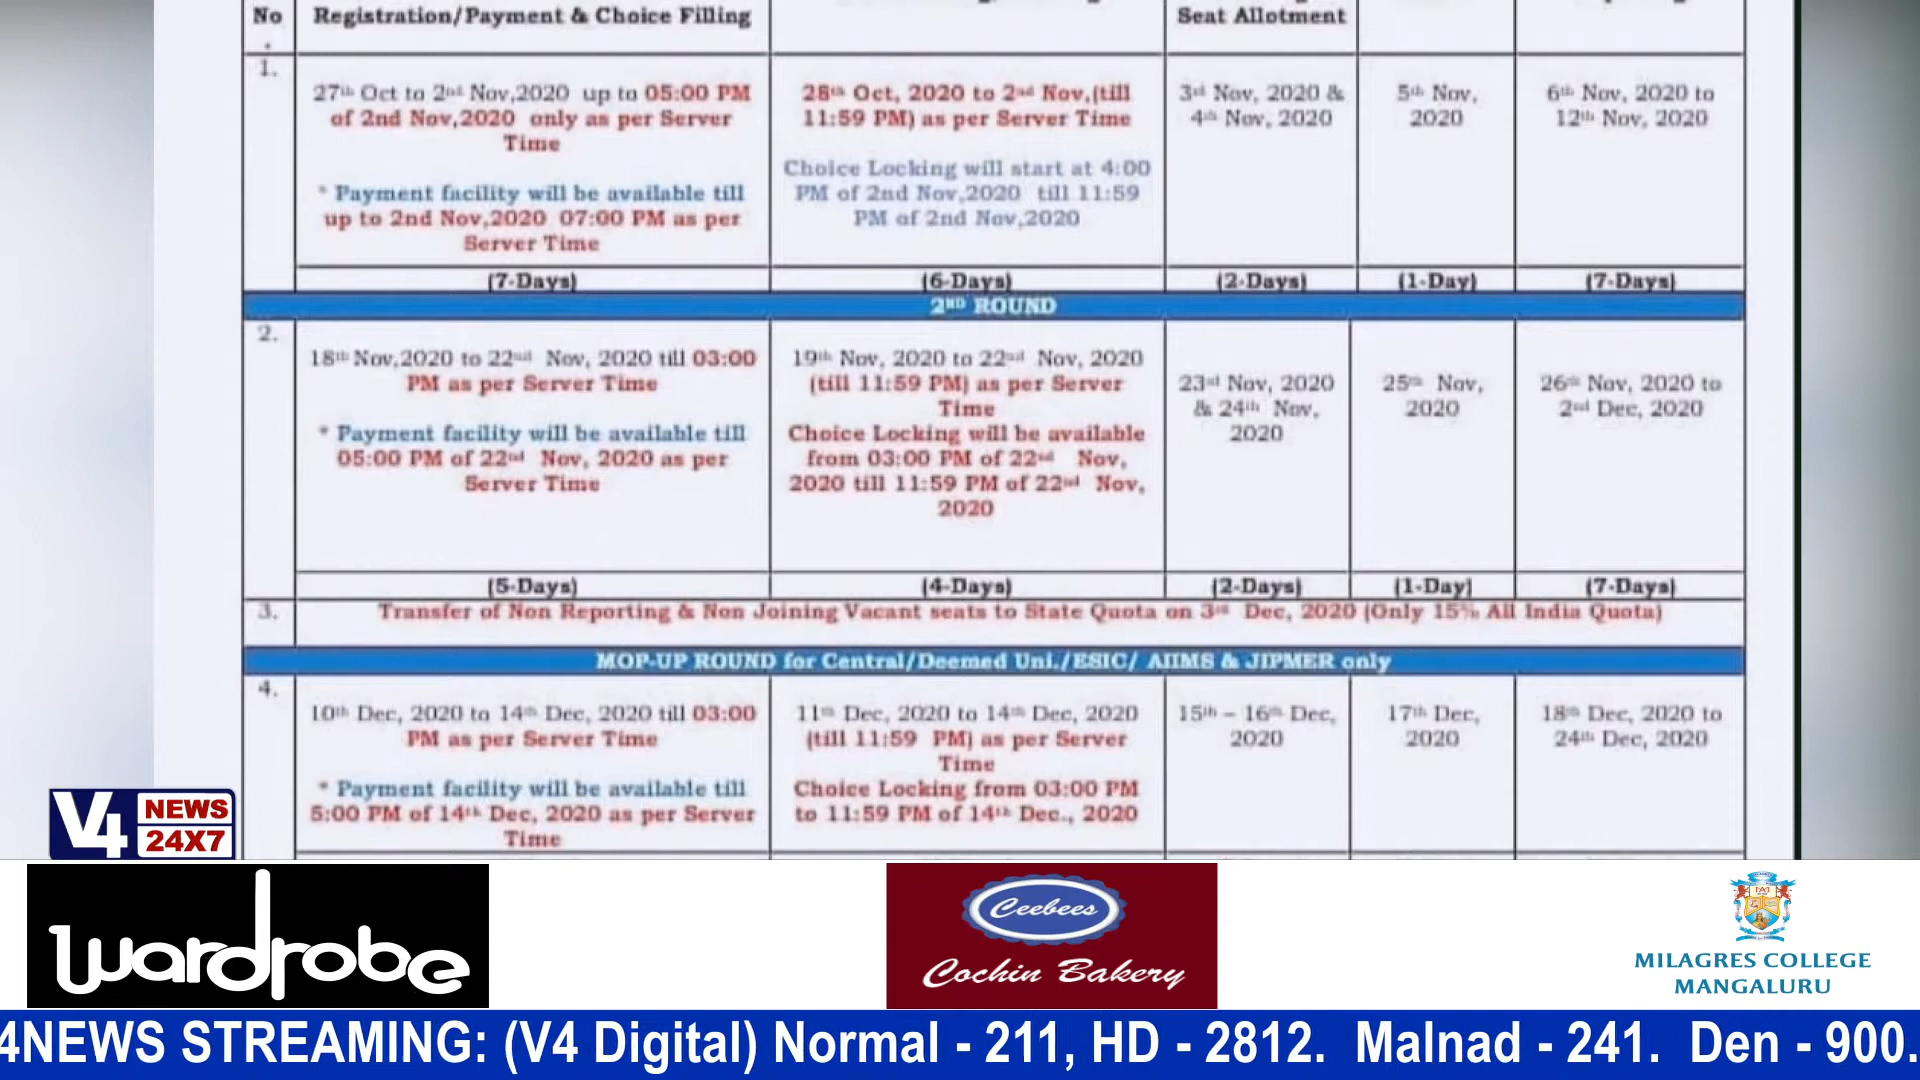 No Registration/Payment & Choice Filling Seat Allotment
.
1.
27th Oct to 2nd Nov,2020 up to 05:00 PM
of 2nd Nov,2020 only as per Server
Time
* Payment facility will be available till
up to 2nd Nov,2020 07:00 PM as per
Server Time
28th Oct, 2020 to 2nd Nov,(till
11:59 PM) as per Server Time
Choice Locking will start at 4:00
PM of 2nd Nov,2020 till 11:59
PM of 2nd Nov,2020
3rd Nov, 2020 &
4th Nov, 2020
5th Nov,
2020
6th Nov, 2020 to
12th Nov, 2020
(7-Days) (6-Days) (2-Days) (1-Day) (7-Days)
2ND ROUND
2.
18th Nov,2020 to 22nd Nov, 2020 till 03:00
PM as per Server Time
* Payment facility will be available till
05:00 PM of 22nd Nov, 2020 as per
Server Time
19th Nov, 2020 to 22nd Nov, 2020
(till 11:59 PM) as per Server
Time
Choice Locking will be available
from 03:00 PM of 22nd Nov,
2020 till 11:59 PM of 22nd Nov,
2020
23rd Nov, 2020
& 24th Nov,
2020
25th Nov,
2020
26th Nov, 2020 to
2nd Dec, 2020
(5-Days) (4-Days) (2-Days) (1-Day) (7-Days)
3. Transfer of Non Reporting & Non Joining Vacant seats to State Quota on 3rd Dec, 2020 (Only 15% All India Quota)
MOP-UP ROUND for Central/Deemed Uni./ESIC/ AIIMS & JIPMER only
4.
10th Dec, 2020 to 14th Dec, 2020 till 03:00
PM as per Server Time
* Payment facility will be available till
5:00 PM of 14th Dec, 2020 as per Server
Time
11th Dec, 2020 to 14th Dec, 2020
(till 11:59 PM) as per Server
Time
Choice Locking from 03:00 PM
to 11:59 PM of 14th Dec., 2020
15th – 16th Dec,
2020
17th Dec,
2020
18th Dec, 2020 to
24th Dec, 2020
V4 NEWS
24X7
wardrobe
Ceebees
Cochin Bakery
MILAGRES COLLEGE
MANGALURU
4NEWS STREAMING: (V4 Digital) Normal - 211, HD - 2812. Malnad - 241. Den - 900.